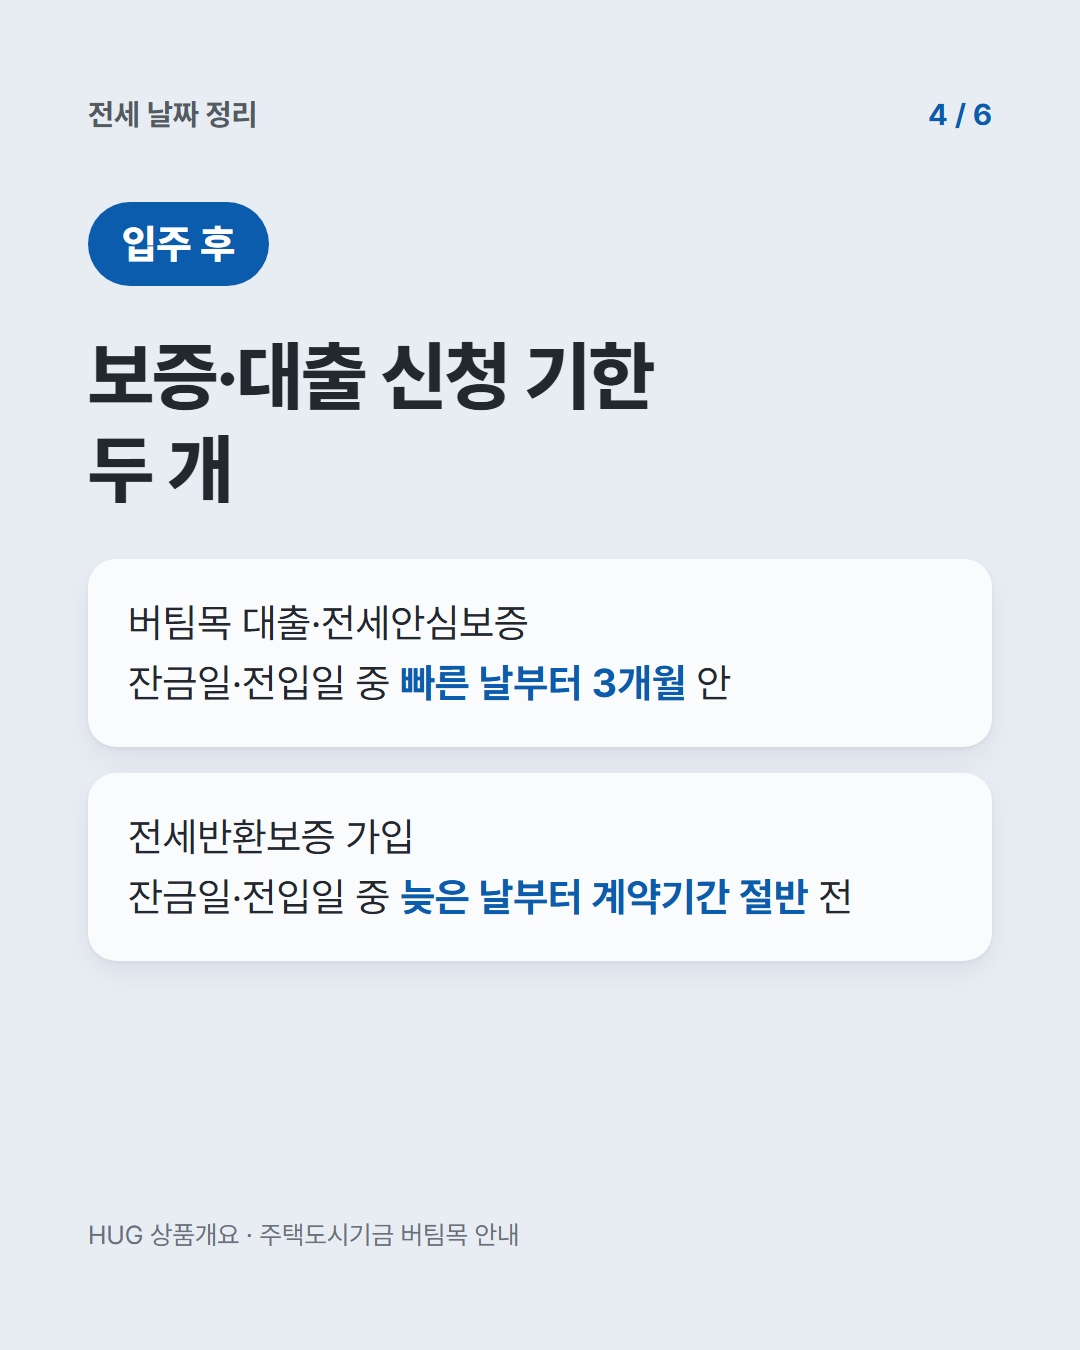 전세 날짜 정리
4 / 6
입주 후
보증·대출 신청 기한
두 개
버팀목 대출·전세안심보증
잔금일·전입일 중 빠른 날부터 3개월 안
전세반환보증 가입
잔금일·전입일 중 늦은 날부터 계약기간 절반 전
HUG 상품개요 · 주택도시기금 버팀목 안내